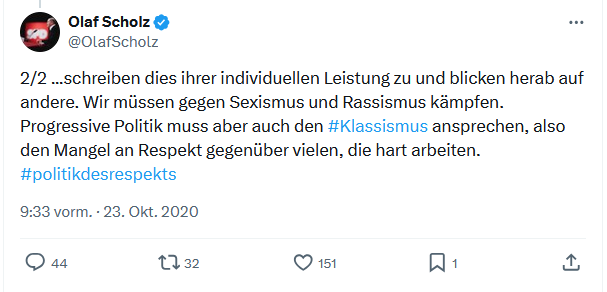 Olaf Scholz
@OlafScholz
2/2 ...schreiben dies ihrer individuellen Leistung zu und blicken herab auf
andere. Wir müssen gegen Sexismus und Rassismus kämpfen.
Progressive Politik muss aber auch den #Klassismus ansprechen, also
den Mangel an Respekt gegenüber vielen, die hart arbeiten.
#politikdesrespekts
9:33 vorm. · 23. Okt. 2020
44 32 151 1